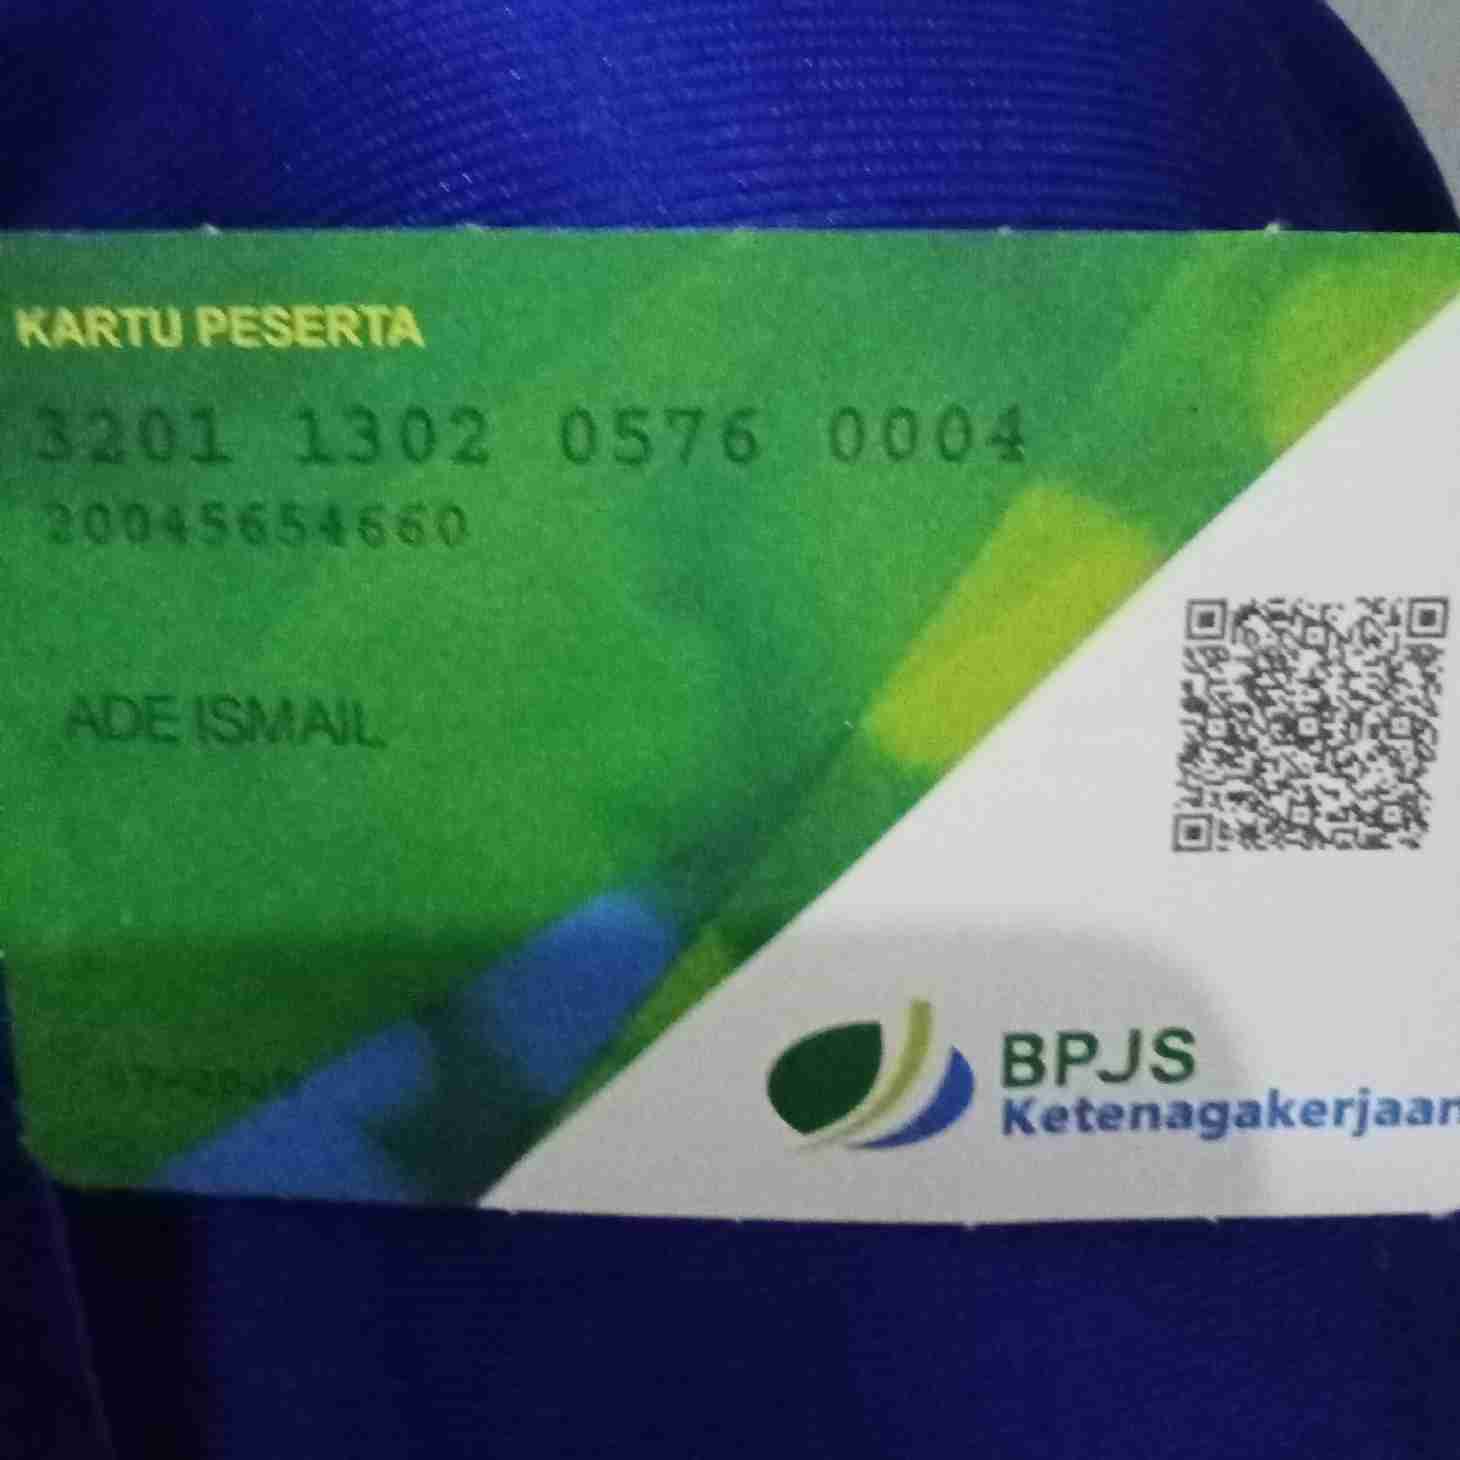 KARTU PESERTA
3201 1302 0576 0004
20045654660
ADE ISMAIL
BPJS
Ketenagakerjaan